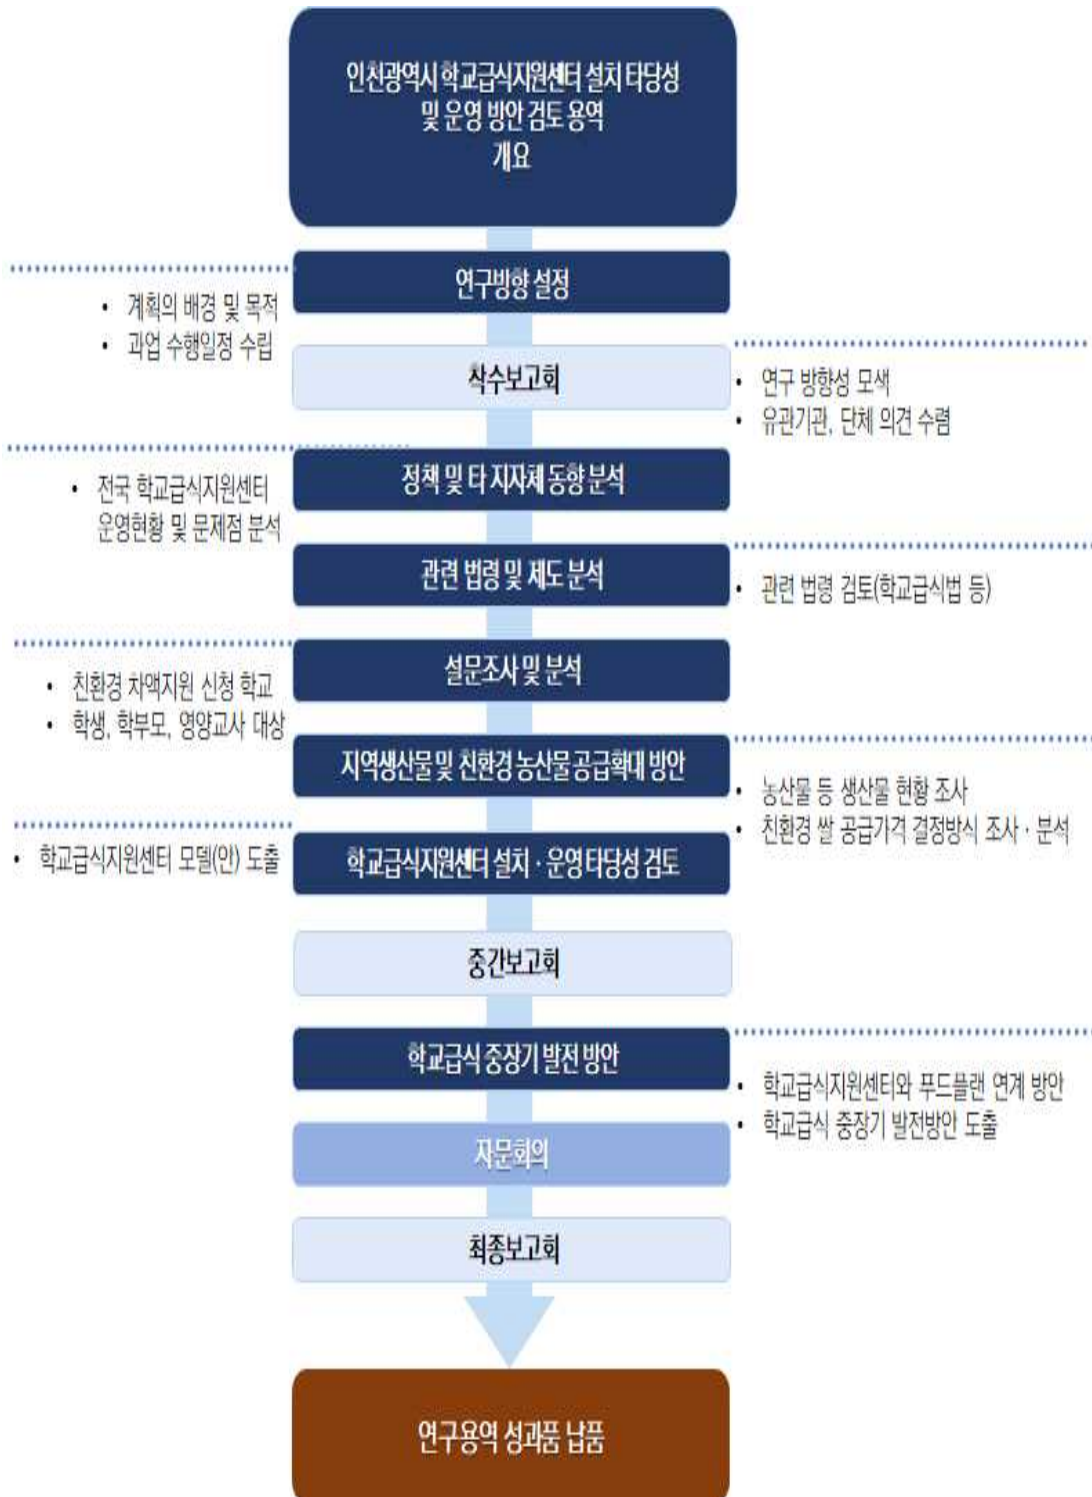 인천광역시 학교급식지원센터 설치 타당성
및 운영 방안 검토 용역
개요
연구방향 설정
• 계획의 배경 및 목적
• 과업 수행일정 수립
착수보고회
• 연구 방향성 모색
• 유관기관, 단체 의견 수렴
정책 및 타 지자체 동향 분석
• 전국 학교급식지원센터
운영현황 및 문제점 분석
관련 법령 및 제도 분석
• 관련 법령 검토(학교급식법 등)
설문조사 및 분석
• 친환경 차액지원 신청 학교
• 학생, 학부모, 영양교사 대상
지역생산물 및 친환경 농산물 공급확대 방안
• 농산물 등 생산물 현황 조사
• 친환경 쌀 공급가격 결정방식 조사 · 분석
학교급식지원센터 설치 · 운영 타당성 검토
• 학교급식지원센터 모델(안) 도출
중간보고회
학교급식 중장기 발전 방안
• 학교급식지원센터와 푸드플랜 연계 방안
• 학교급식 중장기 발전방안 도출
자문회의
최종보고회
연구용역 성과품 납품